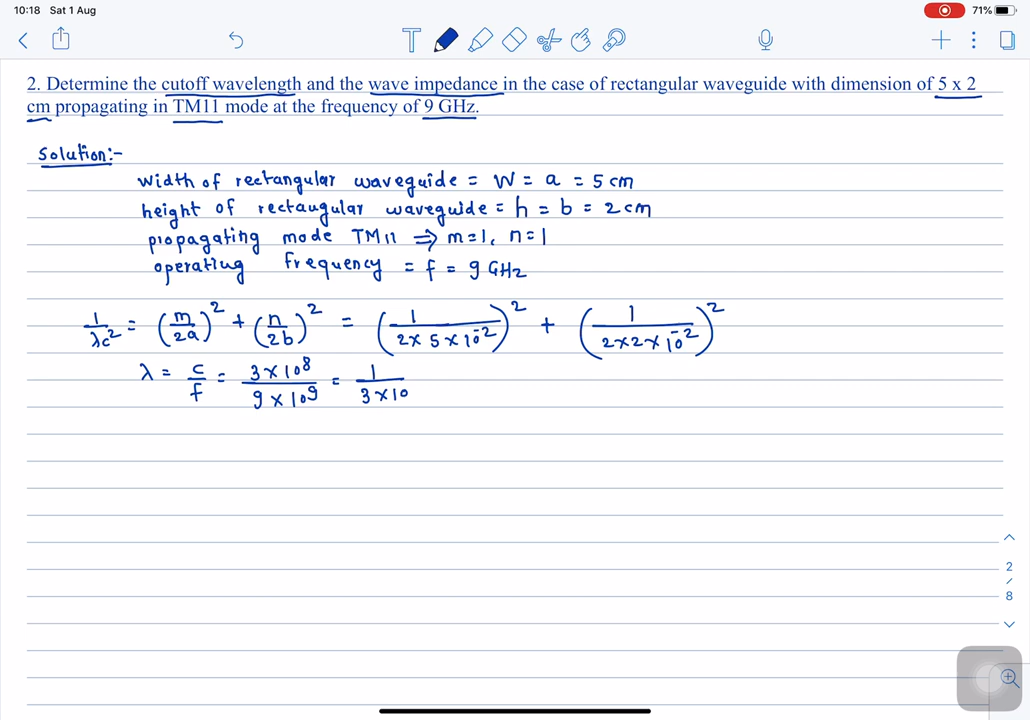 10:18 Sat 1 Aug
71%
2. Determine the cutoff wavelength and the wave impedance in the case of rectangular waveguide with dimension of 5 x 2
cm propagating in TM11 mode at the frequency of 9 GHz.
Solution:-
width of rectangular waveguide = W = a = 5 cm
height of rectangular waveguide = h = b = 2 cm
propagating mode TM11 ⇒ m=1, n=1
operating frequency = f = 9 GHz
1/λc² = (m/2a)² + (n/2b)² = (1/(2×5×10⁻²))² + (1/(2×2×10⁻²))²
λ = c/f = 3×10⁸/9×10⁹ = 1/3×10
2
/
8